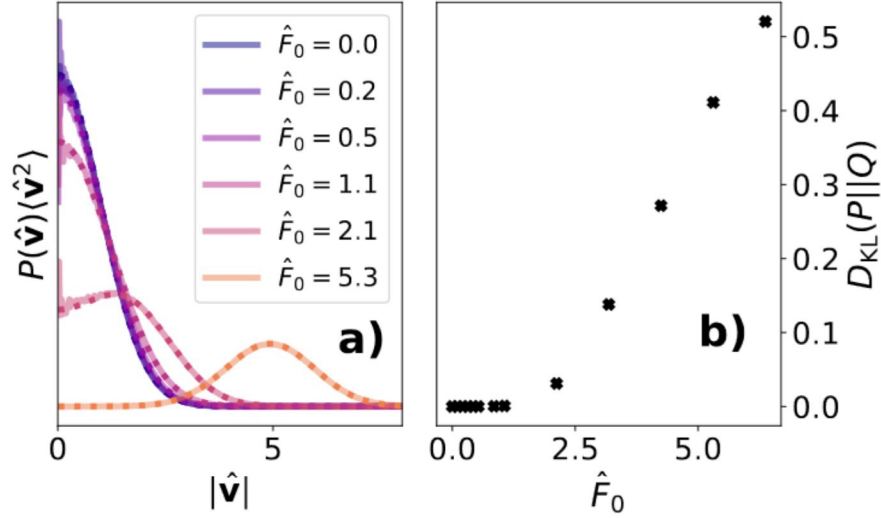 P(v̂)⟨v̂²⟩
F̂₀ = 0.0
F̂₀ = 0.2
F̂₀ = 0.5
F̂₀ = 1.1
F̂₀ = 2.1
F̂₀ = 5.3
a)
0
5
|v̂|
b)
0.0
2.5
5.0
F̂₀
0.5
0.4
0.3
0.2
0.1
0.0
D_KL(P||Q)